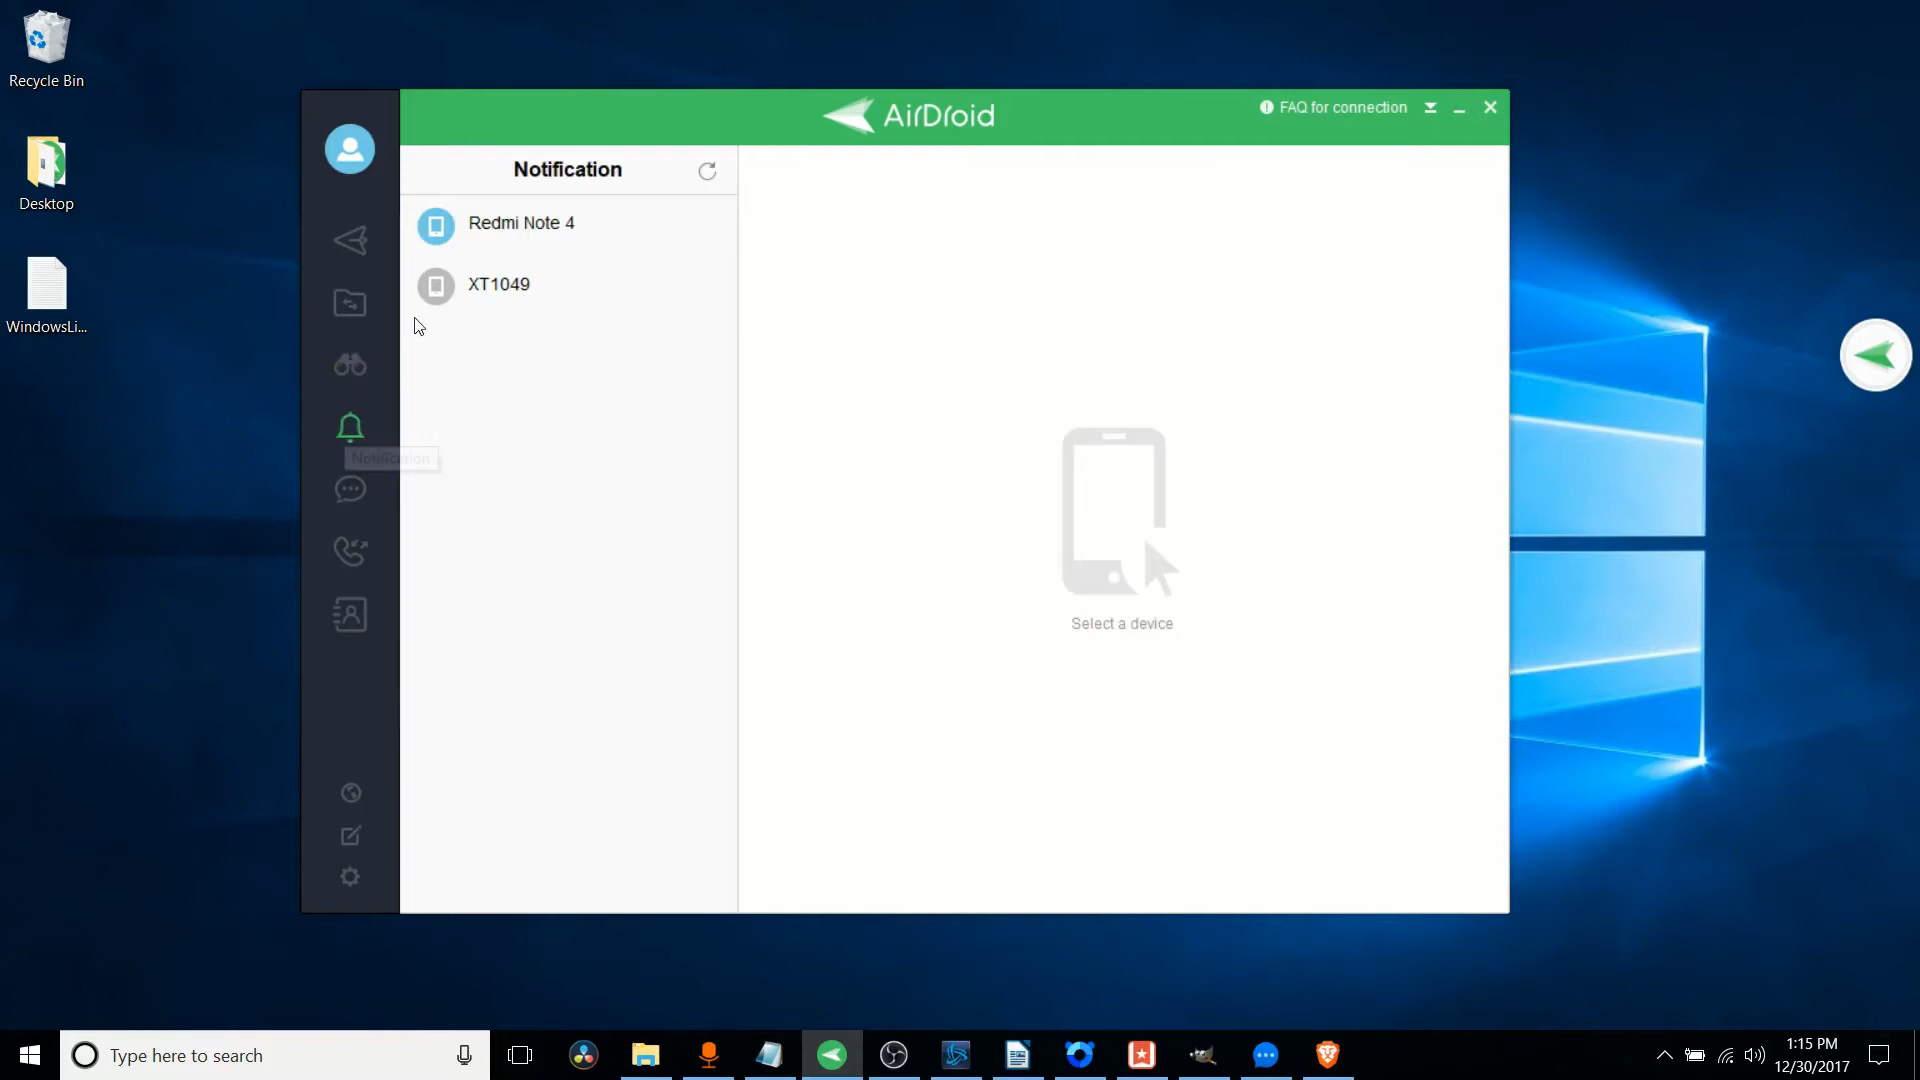 Recycle Bin
Desktop
WindowsLi...
AirDroid
FAQ for connection
Notification
Redmi Note 4
XT1049
Notification
Select a device
Type here to search
1:15 PM
12/30/2017